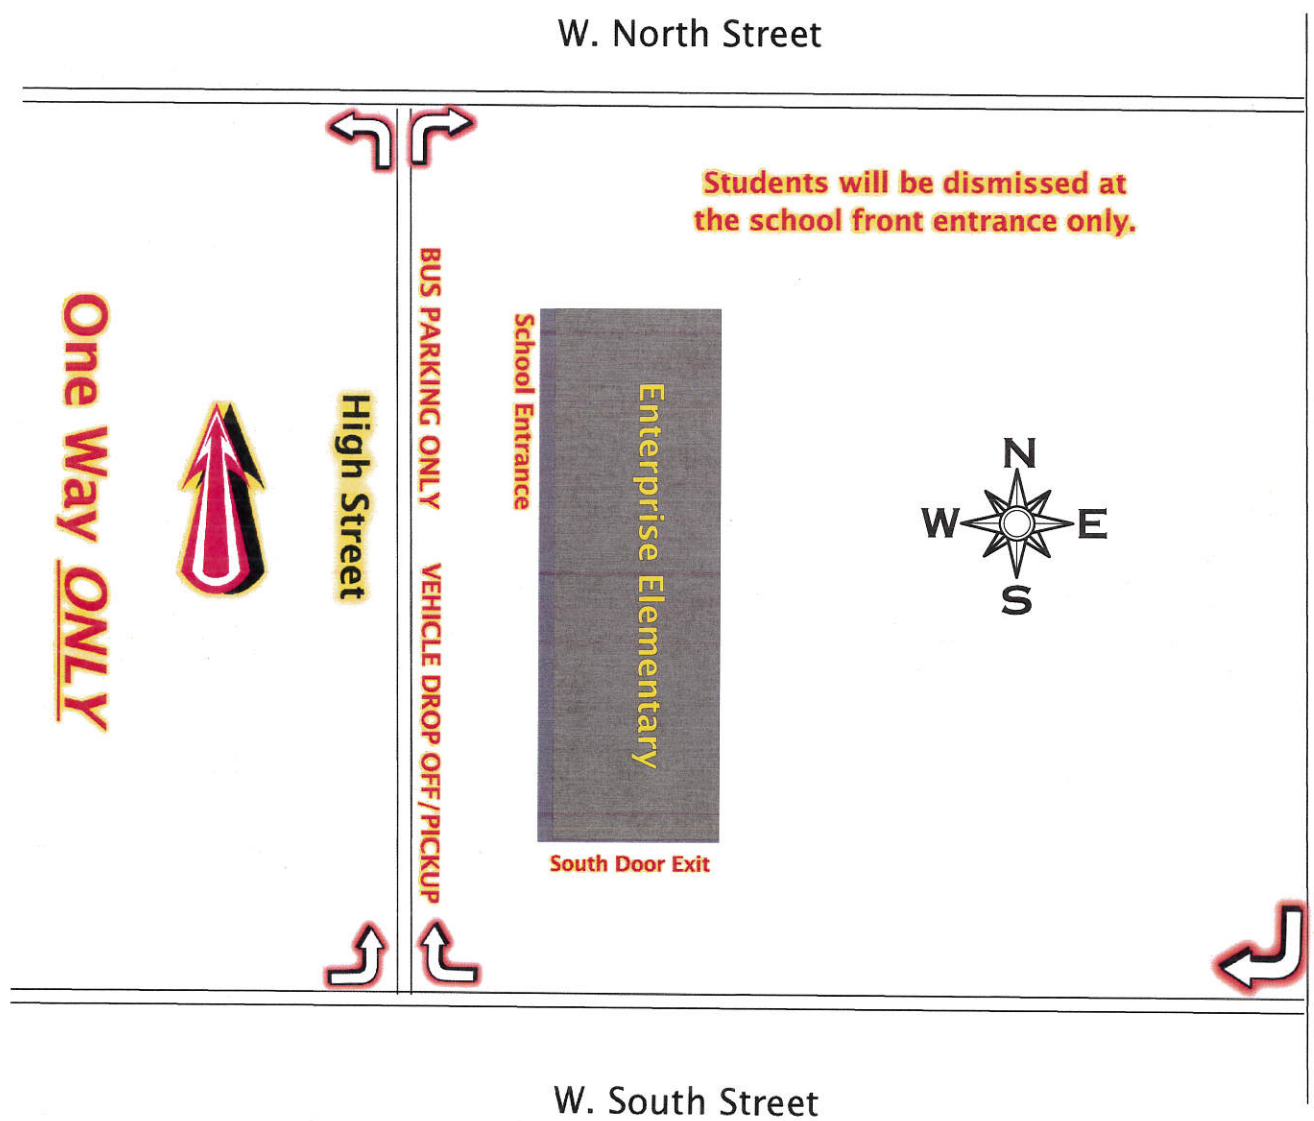 W. North Street
Students will be dismissed at
the school front entrance only.
One Way ONLY
High Street
BUS PARKING ONLY
VEHICLE DROP OFF/PICKUP
School Entrance
Enterprise Elementary
N
W
E
S
South Door Exit
W. South Street